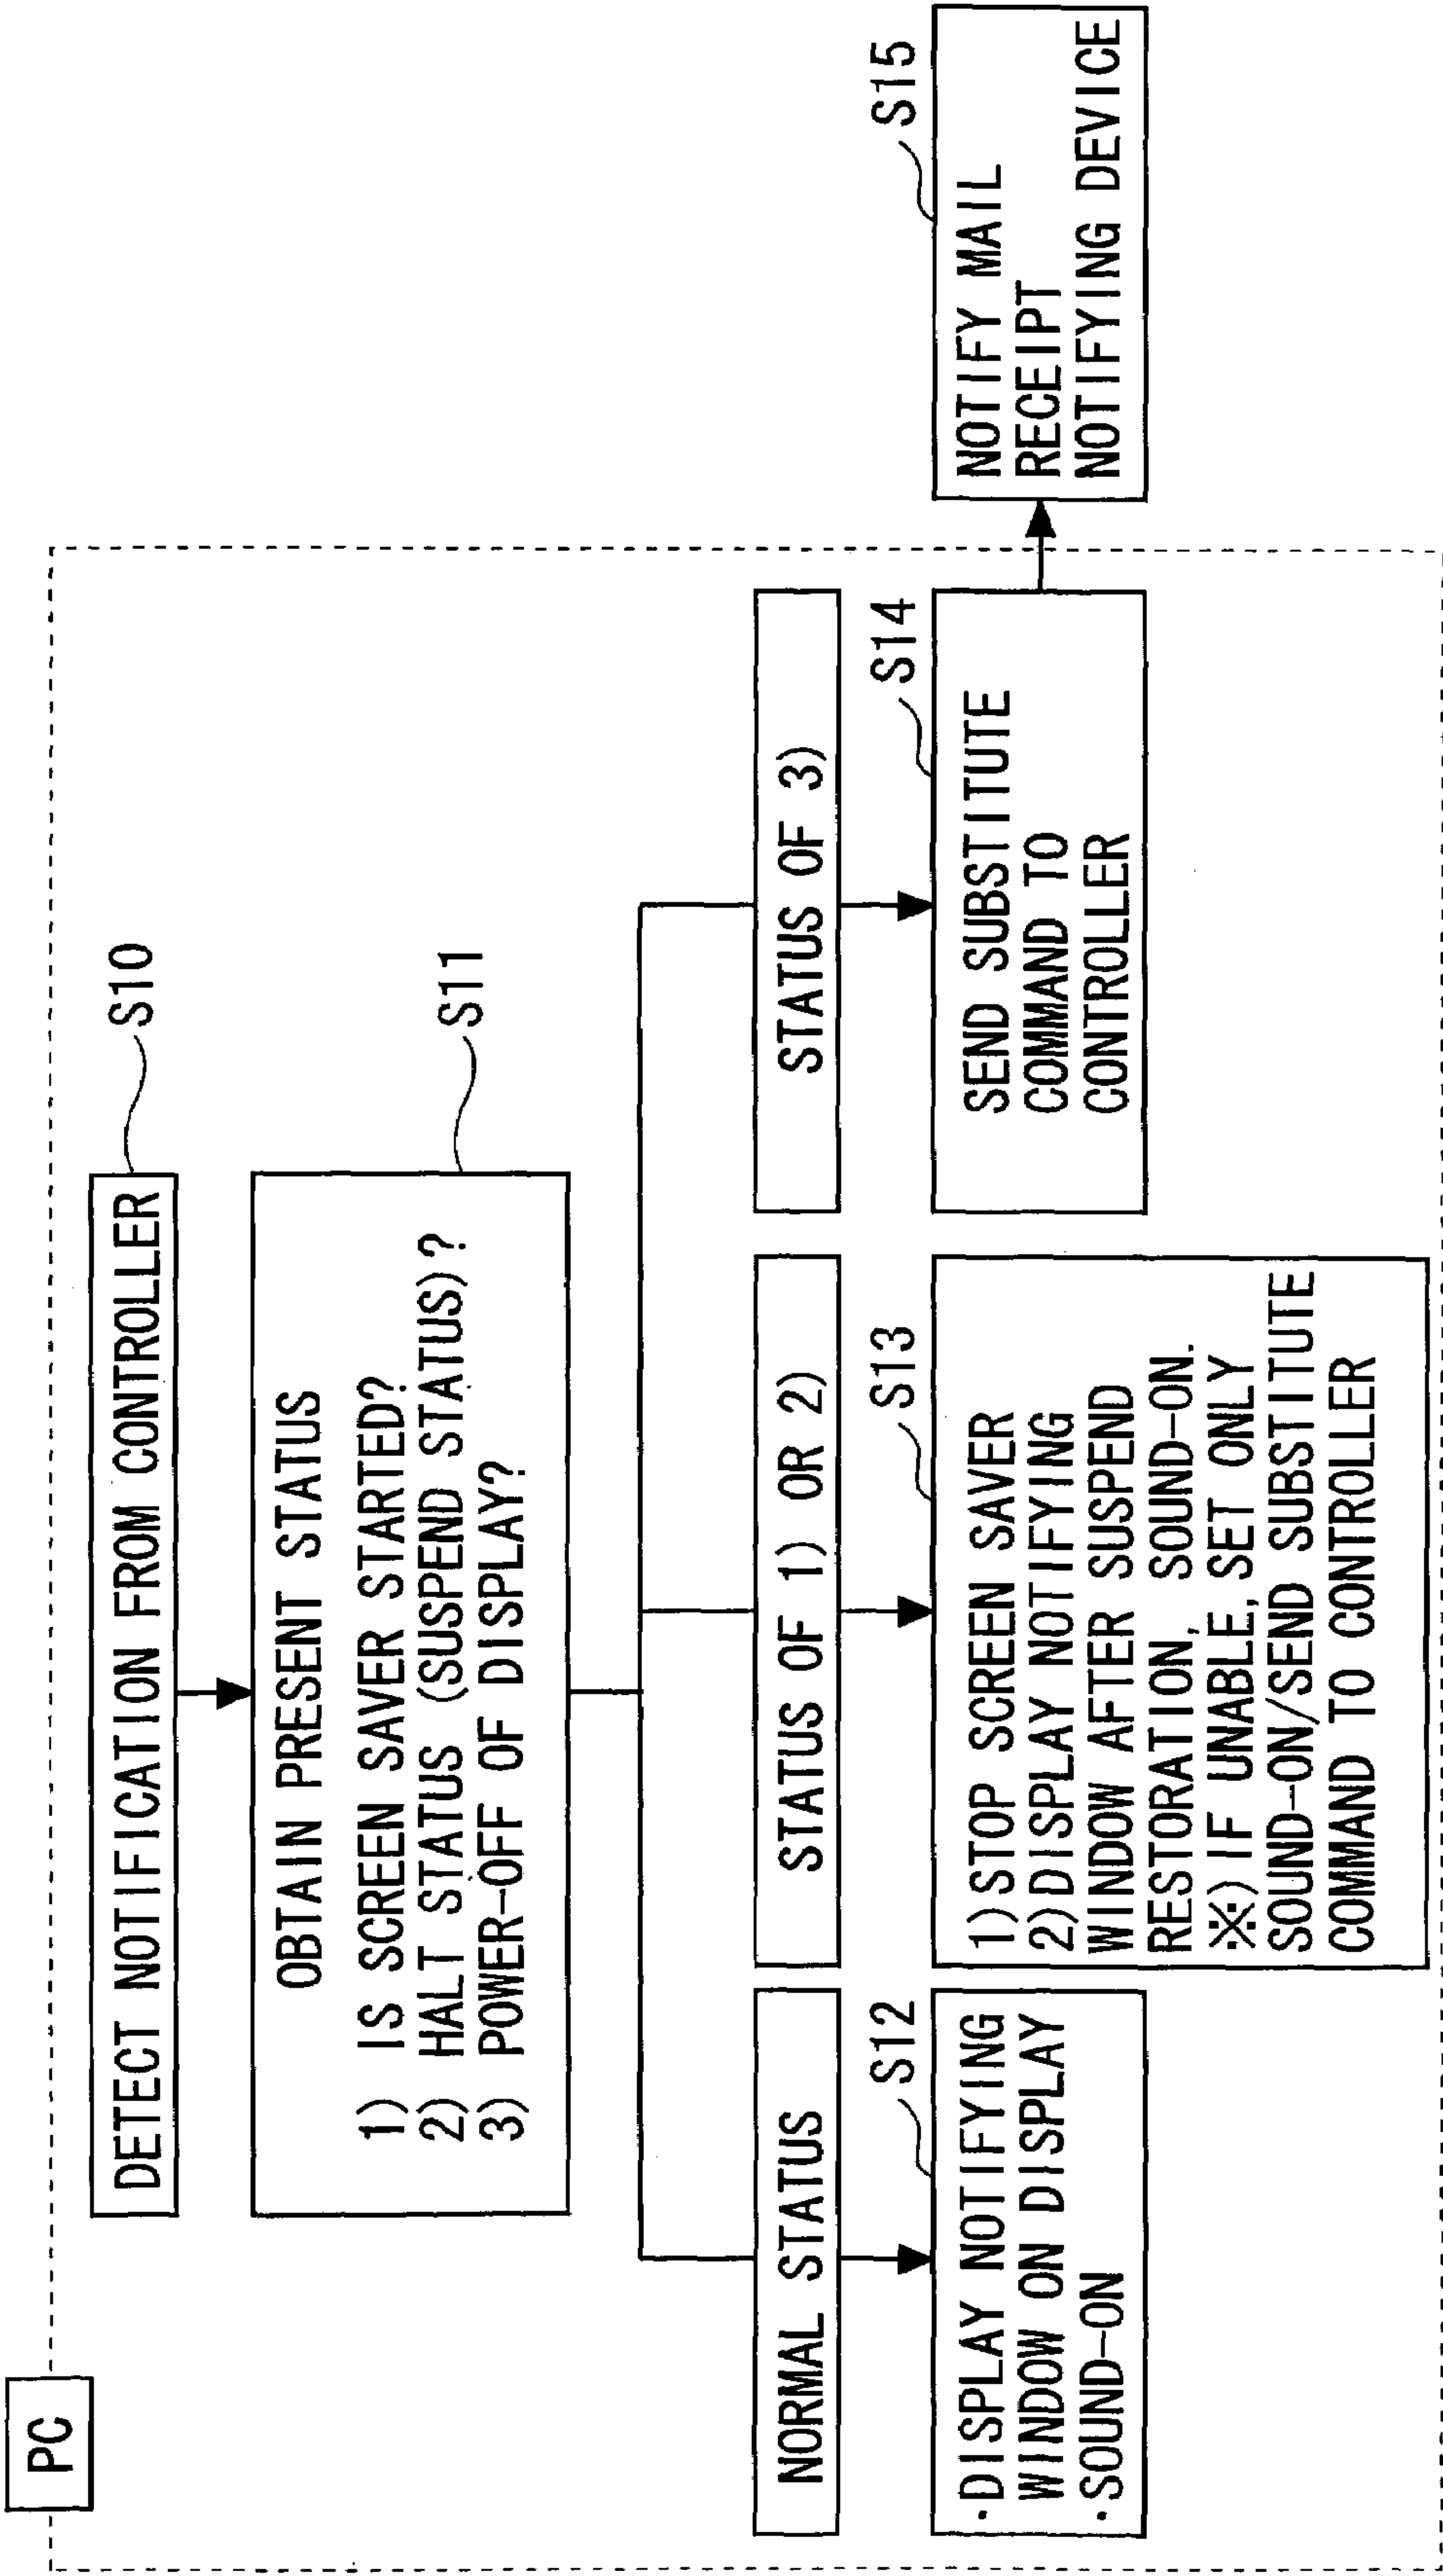 PC
DETECT NOTIFICATION FROM CONTROLLER
S10
OBTAIN PRESENT STATUS
1) IS SCREEN SAVER STARTED?
2) HALT STATUS (SUSPEND STATUS)?
3) POWER-OFF OF DISPLAY?
S11
NORMAL STATUS
STATUS OF 1) OR 2)
STATUS OF 3)
S12
·DISPLAY NOTIFYING
WINDOW ON DISPLAY
·SOUND-ON
S13
1)STOP SCREEN SAVER
2)DISPLAY NOTIFYING
WINDOW AFTER SUSPEND
RESTORATION, SOUND-ON.
※)IF UNABLE, SET ONLY
SOUND-ON/SEND SUBSTITUTE
COMMAND TO CONTROLLER
S14
SEND SUBSTITUTE
COMMAND TO
CONTROLLER
S15
NOTIFY MAIL
RECEIPT
NOTIFYING DEVICE